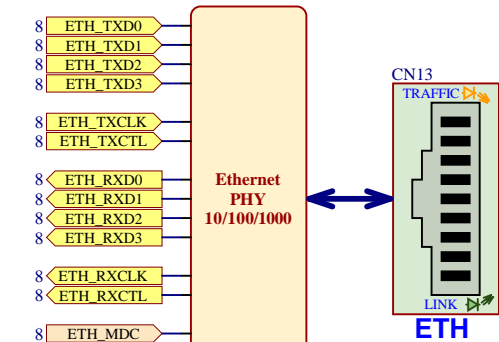 8 ETH_TXD0
8 ETH_TXD1
8 ETH_TXD2
8 ETH_TXD3
8 ETH_TXCLK
8 ETH_TXCTL
8 ETH_RXD0
8 ETH_RXD1
8 ETH_RXD2
8 ETH_RXD3
8 ETH_RXCLK
8 ETH_RXCTL
8 ETH_MDC
Ethernet
PHY
10/100/1000
CN13
TRAFFIC
LINK
ETH